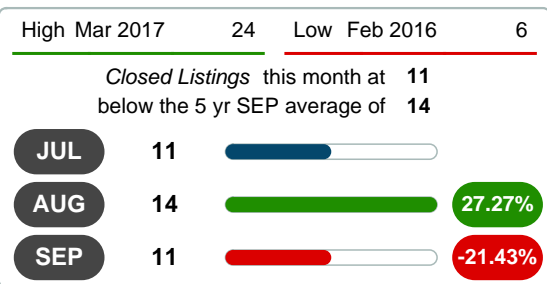 High Mar 2017 24 Low Feb 2016 6
Closed Listings this month at 11
below the 5 yr SEP average of 14
JUL 11
AUG 14 27.27%
SEP 11 -21.43%